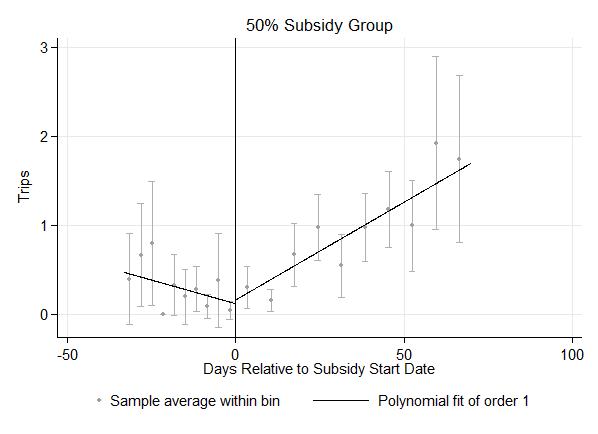 50% Subsidy Group
3
2
1
0
Trips
-50
0
50
100
Days Relative to Subsidy Start Date
Sample average within bin
Polynomial fit of order 1